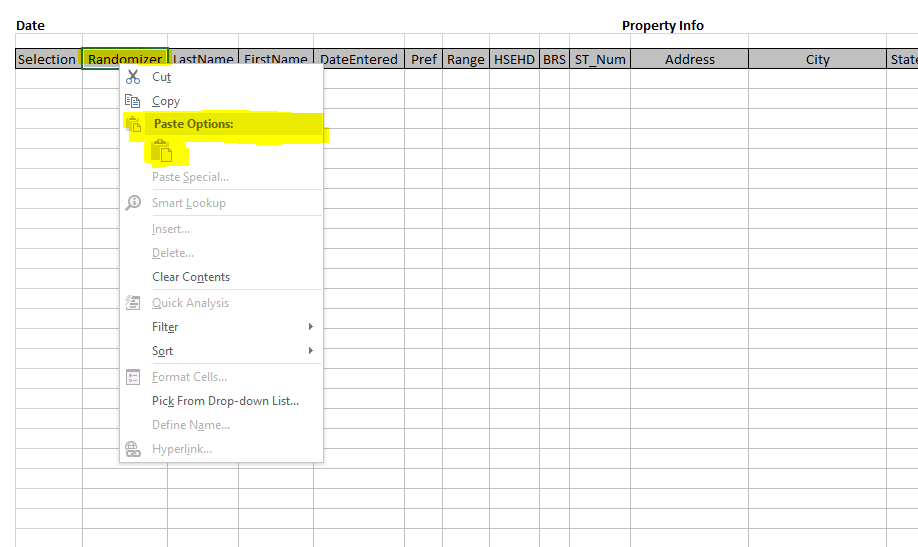 Date Property Info
Selection Randomizer LastName FirstName DateEntered Pref Range HSEHD BRS ST_Num Address City State
Cut
Copy
Paste Options:
Paste Special...
Smart Lookup
Insert...
Delete...
Clear Contents
Quick Analysis
Filter
Sort
Format Cells...
Pick From Drop-down List...
Define Name...
Hyperlink...